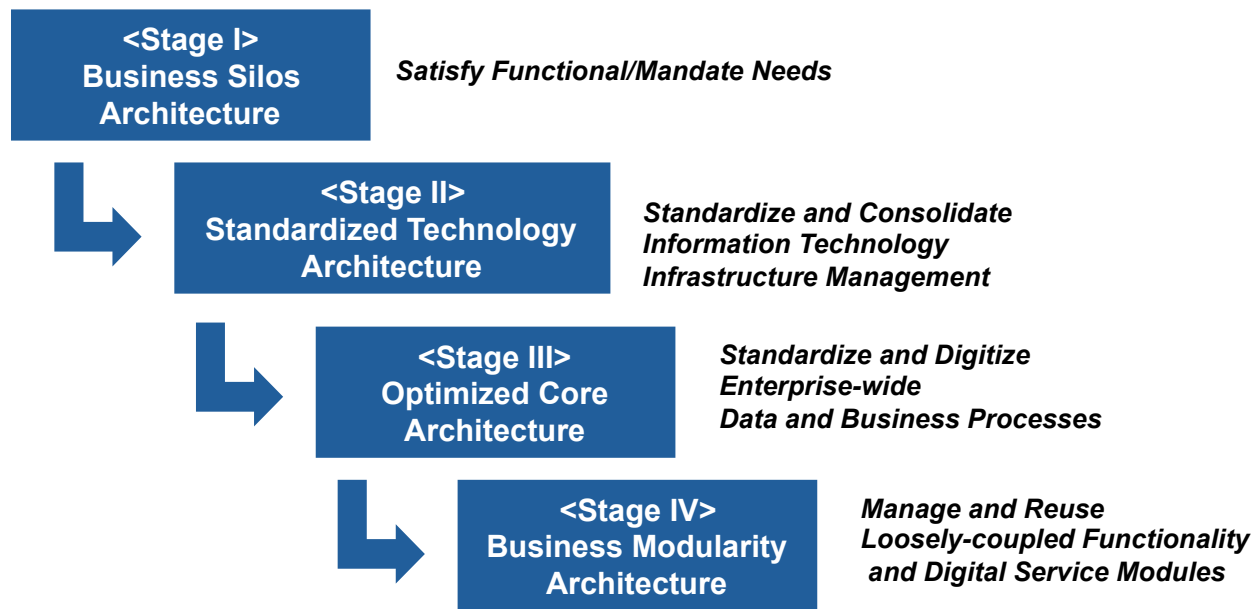 <Stage I>
Business Silos
Architecture
Satisfy Functional/Mandate Needs
<Stage II>
Standardized Technology
Architecture
Standardize and Consolidate
Information Technology
Infrastructure Management
<Stage III>
Optimized Core
Architecture
Standardize and Digitize
Enterprise-wide
Data and Business Processes
<Stage IV>
Business Modularity
Architecture
Manage and Reuse
Loosely-coupled Functionality
and Digital Service Modules